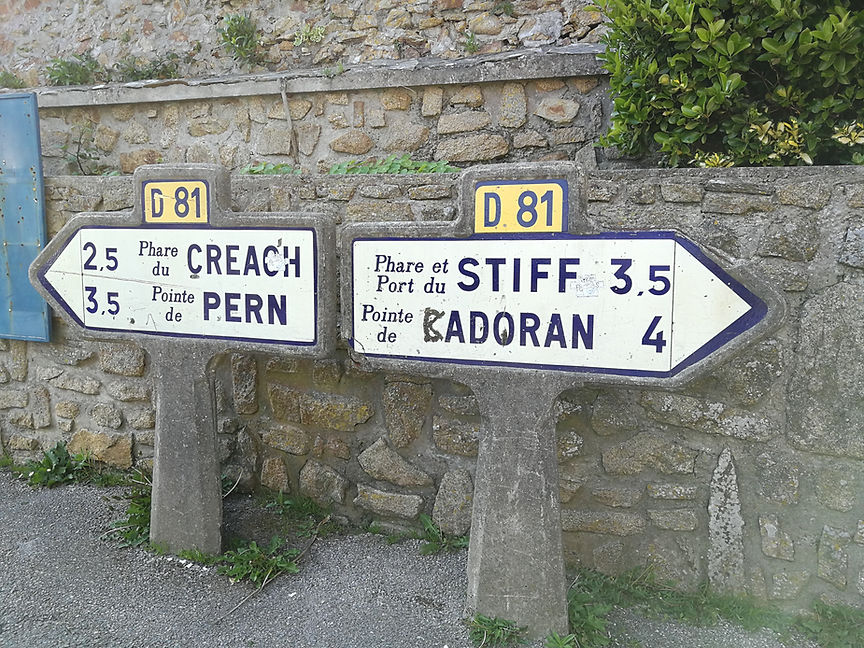 D 81
2,5 Phare du CREAC'H
3,5 Pointe de PERN
D 81
Phare et Port du STIFF 3,5
Pointe de KADORAN 4